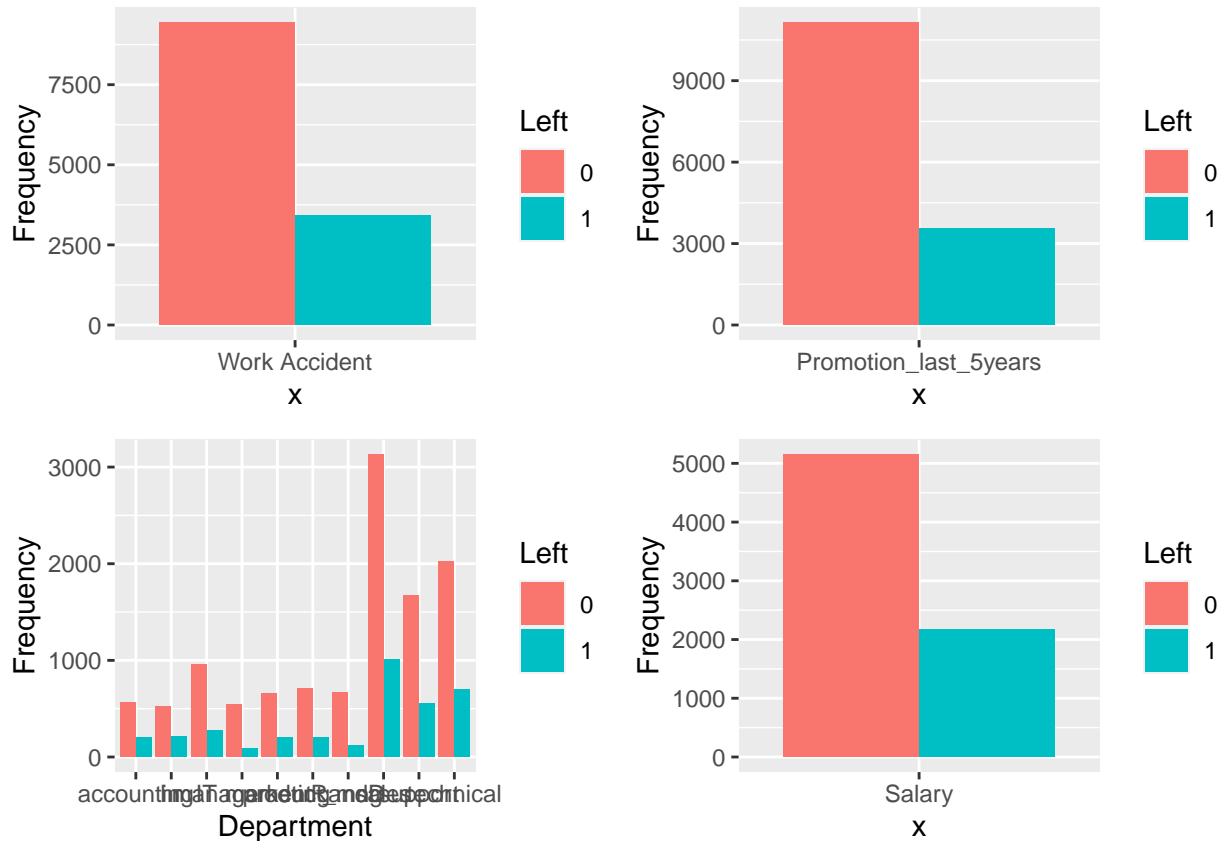 7500
5000
2500
0
Frequency
Work Accident
x
Left
0
1
9000
6000
3000
0
Frequency
Promotion_last_5years
x
Left
0
1
3000
2000
1000
0
Frequency
accounting
technical
Department
Left
0
1
5000
4000
3000
2000
1000
0
Frequency
Salary
x
Left
0
1